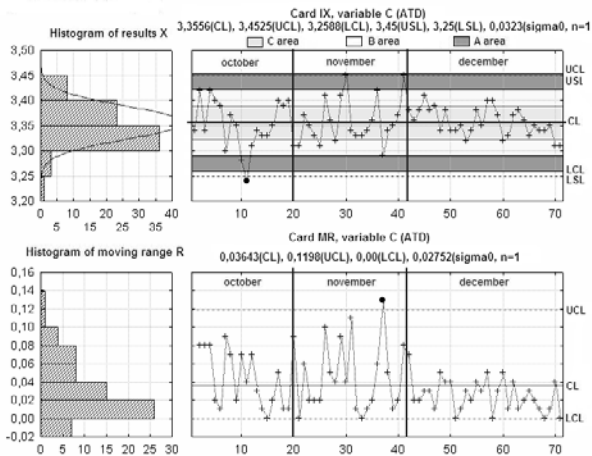 Card IX, variable C (ATD)
3,3556(CL), 3,4525(UCL), 3,2588(LCL), 3,45(USL), 3,25(LSL), 0,0323(sigma0, n=1
Histogram of results X
C area B area A area
october november december
3,50
3,45
3,40
3,35
3,30
3,25
3,20
UCL
USL
CL
LCL
LSL
0 10 20 30 40
5 15 25 35
10 20 30 40 50 60 70
Card MR, variable C (ATD)
Histogram of moving range R
0,03643(CL), 0,1198(UCL), 0,00(LCL), 0,02752(sigma0, n=1
october november december
0,16
0,14
0,12
0,10
0,08
0,06
0,04
0,02
0,00
-0,02
UCL
CL
LCL
0 5 10 15 20 25 30
10 20 30 40 50 60 70